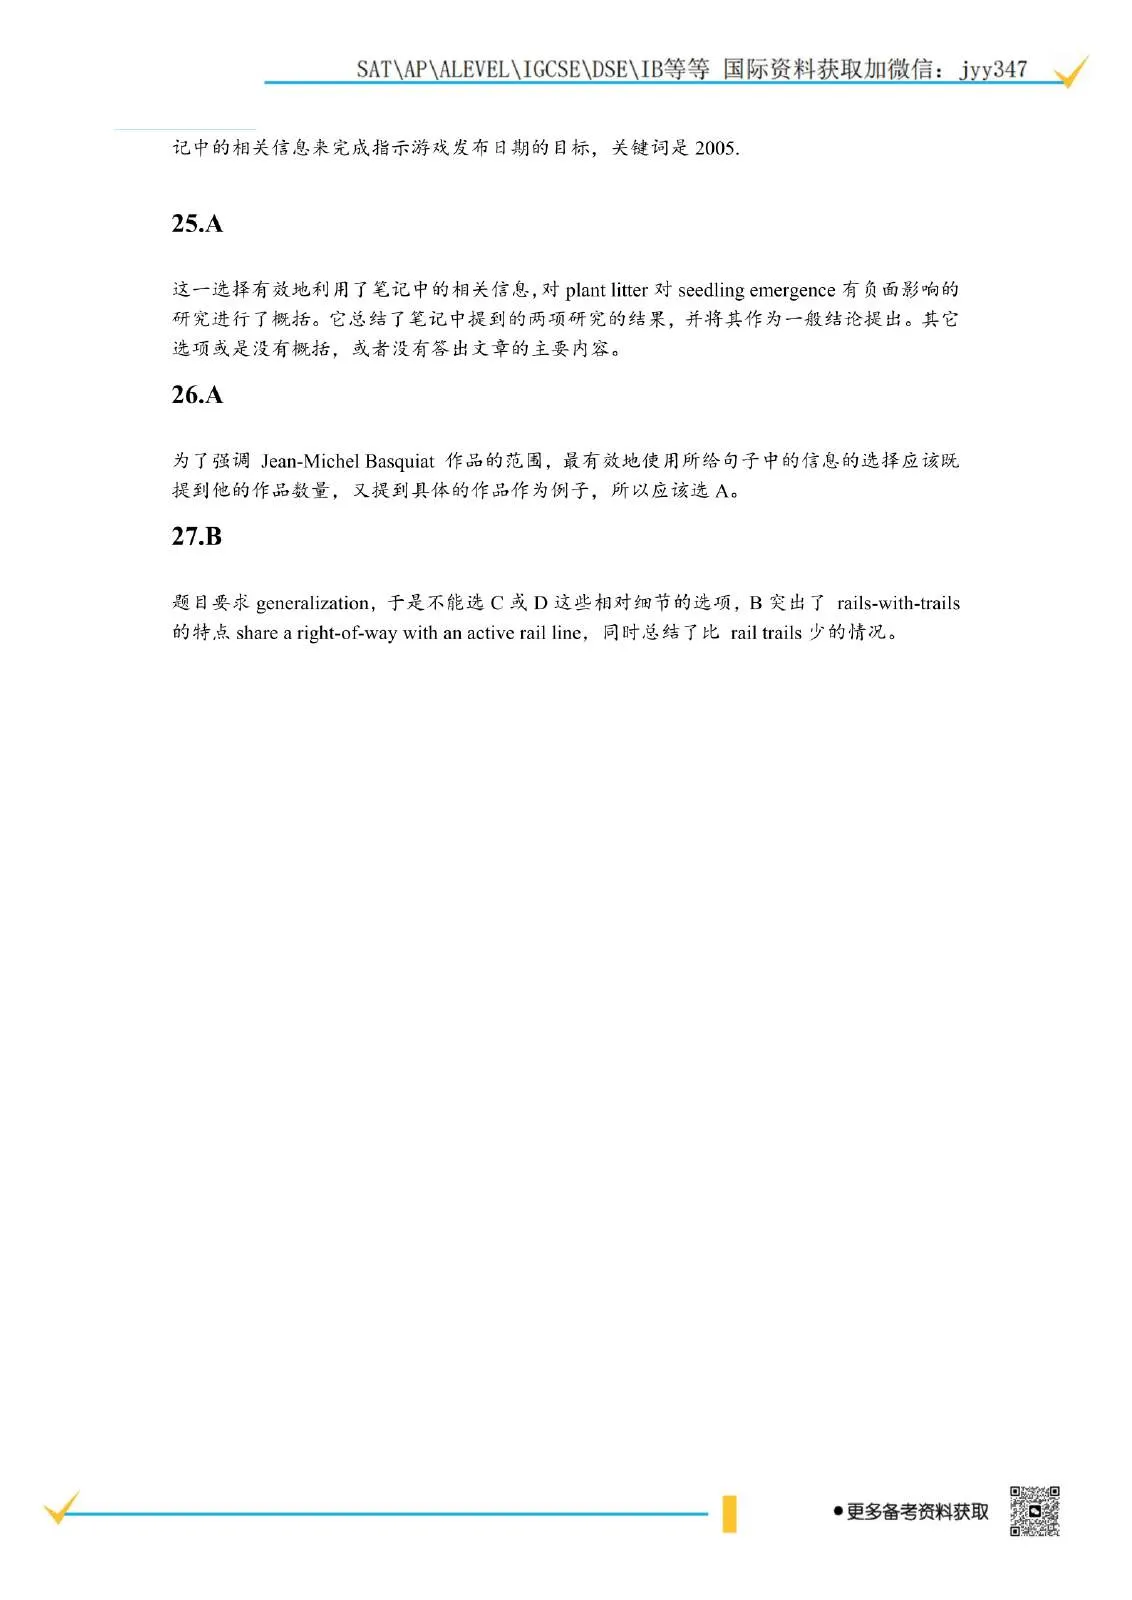 SAT\AP\ALEVEL\IGCSE\DSE\IB等等 国际资料获取加微信：jyy347
记中的相关信息来完成指示游戏发布日期的目标，关键词是 2005.
25.A
这一选择有效地利用了笔记中的相关信息，对 plant litter 对 seedling emergence 有负面影响的
研究进行了概括。它总结了笔记中提到的两项研究的结果，并将其作为一般结论提出。其它
选项或是没有概括，或者没有答出文章的主要内容。
26.A
为了强调 Jean-Michel Basquiat 作品的范围，最有效地使用所给句子中的信息的选择应该既
提到他的作品数量，又提到具体的作品作为例子，所以应该选 A。
27.B
题目要求 generalization，于是不能选 C 或 D 这些相对细节的选项，B 突出了 rails-with-trails
的特点 share a right-of-way with an active rail line，同时总结了比 rail trails 少的情况。
●更多备考资料获取